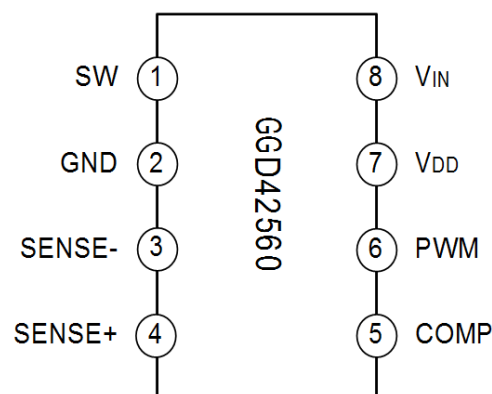 SW 1 8 VIN
GND 2 7 VDD
SENSE- 3 6 PWM
SENSE+ 4 5 COMP
GGD42560